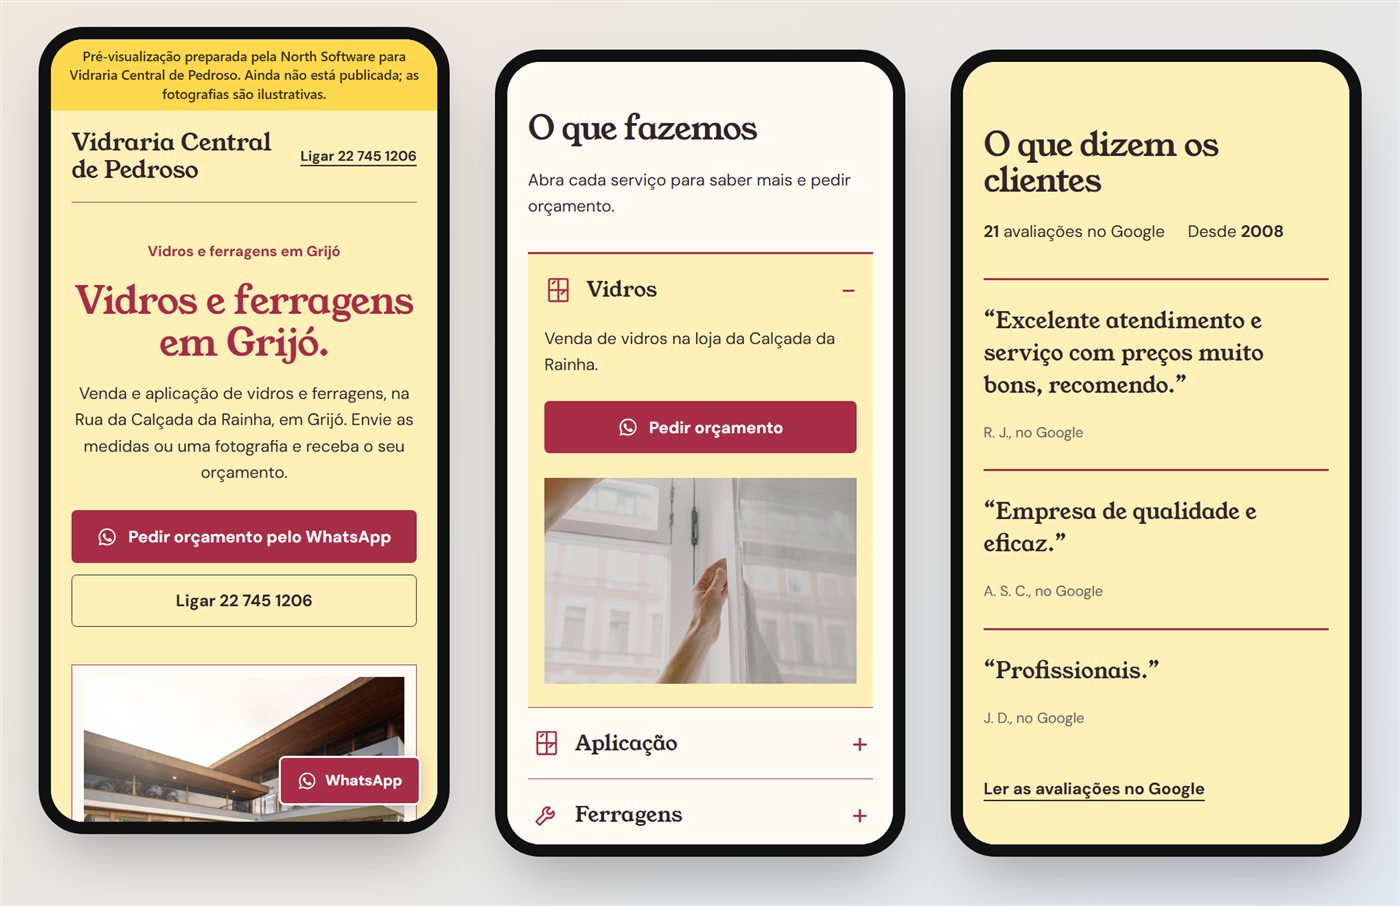 Pré-visualização preparada pela North Software para
Vidraria Central de Pedroso. Ainda não está publicada; as
fotografias são ilustrativas.
Vidraria Central
de Pedroso
Ligar 22 745 1206
Vidros e ferragens em Grijó
Vidros e ferragens
em Grijó.
Venda e aplicação de vidros e ferragens, na
Rua da Calçada da Rainha, em Grijó. Envie as
medidas ou uma fotografia e receba o seu
orçamento.
Pedir orçamento pelo WhatsApp
Ligar 22 745 1206
WhatsApp
O que fazemos
Abra cada serviço para saber mais e pedir
orçamento.
Vidros
Venda de vidros na loja da Calçada da
Rainha.
Pedir orçamento
Aplicação
Ferragens
O que dizem os
clientes
21 avaliações no Google Desde 2008
“Excelente atendimento e
serviço com preços muito
bons, recomendo.”
R. J., no Google
“Empresa de qualidade e
eficaz.”
A. S. C., no Google
“Profissionais.”
J. D., no Google
Ler as avaliações no Google